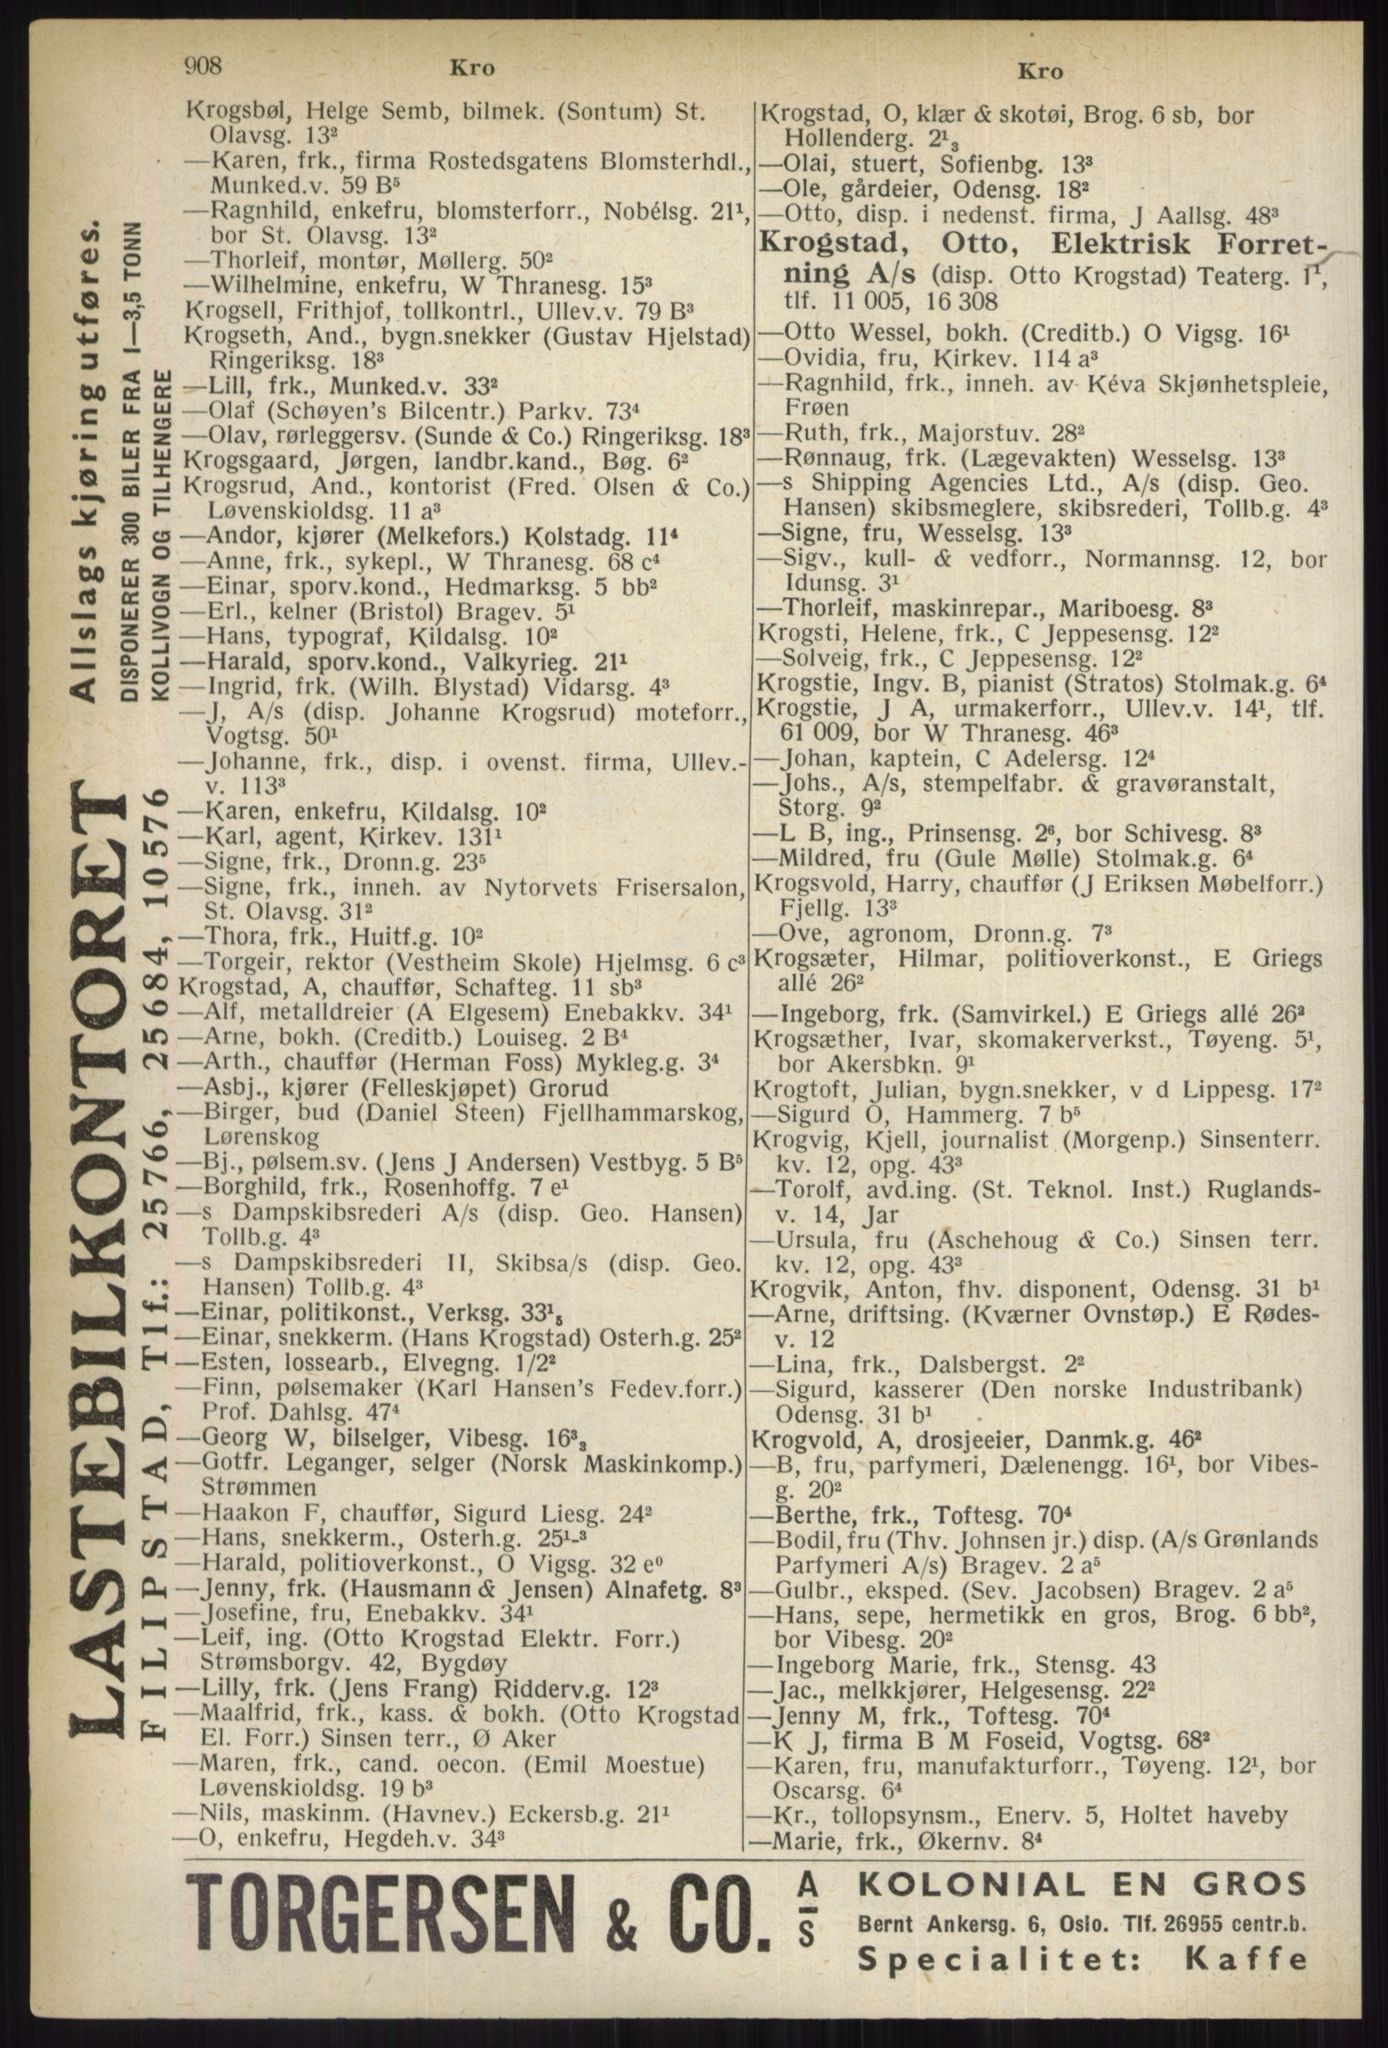 908
Kro
Kro
Krogsbøl, Helge Semb, bilmek. (Sontum) St.
Olavsg. 13²
—Karen, frk., firma Rostedsgatens Blomsterhdl.,
Munked.v. 59 B⁵
—Ragnhild, enkefru, blomsterforr., Nobélsg. 21¹,
bor St. Olavsg. 13²
—Thorleif, montør, Møllerg. 50²
—Wilhelmine, enkefru, W Thranesg. 15³
Krogsell, Frithjof, tollkontrl., Ullev.v. 79 B³
Krogseth, And., bygn.snekker (Gustav Hjelstad)
Ringeriksg. 18³
—Lill, frk., Munked.v. 33²
—Olaf (Schøyen's Bilcentr.) Parkv. 73⁴
—Olav, rørleggersv. (Sunde & Co.) Ringeriksg. 18³
Krogsgaard, Jørgen, landbr.kand., Bøg. 6²
Krogsrud, And., kontorist (Fred. Olsen & Co.)
Løvenskioldsg. 11 a³
—Andor, kjører (Melkefors.) Kolstadg. 11⁴
—Anne, frk., sykepl., W Thranesg. 68 c⁴
—Einar, sporv.kond., Hedmarksg. 5 bb²
—Erl., kelner (Bristol) Bragev. 5¹
—Hans, typograf, Kildalsg. 10²
—Harald, sporv.kond., Valkyrieg. 21¹
—Ingrid, frk. (Wilh. Blystad) Vidarsg. 4³
—J, A/s (disp. Johanne Krogsrud) moteforr.,
Vogtsg. 50¹
—Johanne, frk., disp. i ovenst. firma, Ullev.-
v. 113³
—Karen, enkefru, Kildalsg. 10²
—Karl, agent, Kirkev. 131¹
—Signe, frk., Dronn.g. 23⁵
—Signe, frk., inneh. av Nytorvets Frisersalon,
St. Olavsg. 31²
—Thora, frk., Huitf.g. 10²
—Torgeir, rektor (Vestheim Skole) Hjelmsg. 6 c³
Krogstad, A, chauffør, Schafteg. 11 sb³
—Alf, metalldreier (A Elgesem) Enebakkv. 34¹
—Arne, bokh. (Creditb.) Louiseg. 2 B⁴
—Arth., chauffør (Herman Foss) Mykleg.g. 3⁴
—Asbj., kjører (Felleskjøpet) Grorud
—Birger, bud (Daniel Steen) Fjellhammarskog,
Lørenskog
—Bj., pølsem.sv. (Jens J Andersen) Vestbyg. 5 B⁵
—Borghild, frk., Rosenhoffg. 7 e¹
—s Dampskibsrederi A/s (disp. Geo. Hansen)
Tollb.g. 4³
—s Dampskibsrederi II, Skibsa/s (disp. Geo.
Hansen) Tollb.g. 4³
—Einar, politikonst., Verksg. 33¹₅
—Einar, snekkerm. (Hans Krogstad) Osterh.g. 25²
—Esten, lossearb., Elvegng. 1/2²
—Finn, pølsemaker (Karl Hansen's Fedev.forr.)
Prof. Dahlsg. 47⁴
—Georg W, bilselger, Vibesg. 16³₃
—Gotfr. Leganger, selger (Norsk Maskinkomp.)
Strømmen
—Haakon F, chauffør, Sigurd Liesg. 24²
—Hans, snekkerm., Osterh.g. 25¹-³
—Harald, politioverkonst., O Vigsg. 32 e⁰
—Jenny, frk. (Hausmann & Jensen) Alnafetg. 8³
—Josefine, fru, Enebakkv. 34¹
—Leif, ing. (Otto Krogstad Elektr. Forr.)
Strømsborgv. 42, Bygdøy
—Lilly, frk. (Jens Frang) Ridderv.g. 12³
—Maalfrid, frk., kass. & bokh. (Otto Krogstad
El. Forr.) Sinsen terr., Ø Aker
—Maren, frk., cand. oecon. (Emil Moestue)
Løvenskioldsg. 19 b³
—Nils, maskinm. (Havnev.) Eckersb.g. 21¹
—O, enkefru, Hegdeh.v. 34³
Krogstad, O, klær & skotøi, Brog. 6 sb, bor
Hollenderg. 2¹₃
—Olai, stuert, Sofienbg. 13³
—Ole, gårdeier, Odensg. 18²
—Otto, disp. i nedenst. firma, J Aallsg. 48³
Krogstad, Otto, Elektrisk Forret-
ning A/s (disp. Otto Krogstad) Teaterg. 1¹,
tlf. 11 005, 16 308
—Otto Wessel, bokh. (Creditb.) O Vigsg. 16¹
—Ovidia, fru, Kirkev. 114 a³
—Ragnhild, frk., inneh. av Kéva Skjønhetspleie,
Frøen
—Ruth, frk., Majorstuv. 28²
—Rønnaug, frk. (Lægevakten) Wesselsg. 13³
—s Shipping Agencies Ltd., A/s (disp. Geo.
Hansen) skibsmeglere, skibsrederi, Tollb.g. 4³
—Signe, fru, Wesselsg. 13³
—Sigv., kull- & vedforr., Normannsg. 12, bor
Idunsg. 3¹
—Thorleif, maskinrepar., Mariboesg. 8³
Krogsti, Helene, frk., C Jeppesensg. 12²
—Solveig, frk., C Jeppesensg. 12²
Krogstie, Ingv. B, pianist (Stratos) Stolmak.g. 6⁴
Krogstie, J A, urmakerforr., Ullev.v. 14¹, tlf.
61 009, bor W Thranesg. 46³
—Johan, kaptein, C Adelersg. 12⁴
—Johs., A/s, stempelfabr. & gravøranstalt,
Storg. 9²
—L B, ing., Prinsensg. 2⁶, bor Schivesg. 8³
—Mildred, fru (Gule Mølle) Stolmak.g. 6⁴
Krogsvold, Harry, chauffør (J Eriksen Møbelforr.)
Fjellg. 13³
—Ove, agronom, Dronn.g. 7³
Krogsæter, Hilmar, politioverkonst., E Griegs
allé 26²
—Ingeborg, frk. (Samvirkel.) E Griegs allé 26²
Krogsæther, Ivar, skomakerverkst., Tøyeng. 5¹,
bor Akersbkn. 9¹
Krogtoft, Julian, bygn.snekker, v d Lippesg. 17²
—Sigurd O, Hammerg. 7 b⁵
Krogvig, Kjell, journalist (Morgenp.) Sinsenterr.
kv. 12, opg. 43³
—Torolf, avd.ing. (St. Teknol. Inst.) Ruglands-
v. 14, Jar
—Ursula, fru (Aschehoug & Co.) Sinsen terr.
kv. 12, opg. 43³
Krogvik, Anton, fhv. disponent, Odensg. 31 b¹
—Arne, driftsing. (Kværner Ovnstøp.) E Rødes-
v. 12
—Lina, frk., Dalsbergst. 2²
—Sigurd, kasserer (Den norske Industribank)
Odensg. 31 b¹
Krogvold, A, drosjeeier, Danmk.g. 46²
—B, fru, parfymeri, Dælenengg. 16¹, bor Vibes-
g. 20²
—Berthe, frk., Toftesg. 70⁴
—Bodil, fru (Thv. Johnsen jr.) disp. (A/s Grønlands
Parfymeri A/s) Bragev. 2 a⁵
—Gulbr., eksped. (Sev. Jacobsen) Bragev. 2 a⁵
—Hans, sepe, hermetikk en gros, Brog. 6 bb²,
bor Vibesg. 20²
—Ingeborg Marie, frk., Stensg. 43
—Jac., melkkjører, Helgesensg. 22²
—Jenny M, frk., Toftesg. 70⁴
—K J, firma B M Foseid, Vogtsg. 68²
—Karen, fru, manufakturforr., Tøyeng. 12¹, bor
Oscarsg. 6⁴
—Kr., tollopsynsm., Enerv. 5, Holtet haveby
—Marie, frk., Økernv. 8⁴
LASTEBILKONTORET
FILIPSTAD, Tlf.: 25766, 25684, 10576
Allslags kjøring utføres.
DISPONERER 300 BILER FRA 1—3,5 TONN
KOLLIVOGN OG TILHENGERE
TORGERSEN & CO. A/S
KOLONIAL EN GROS
Bernt Ankersg. 6, Oslo. Tlf. 26955 centr.b.
Specialitet: Kaffe